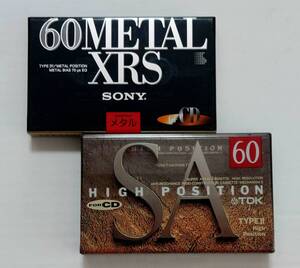 60.METAL
XRS
TYPE IV/METAL POSITION
METAL BIAS 70 μs EQ
SONY.
メタル
CD
HIGH POSITION
SA
60
HIGH POSITION
FOR CD
TDK
TYPE II
High
Position